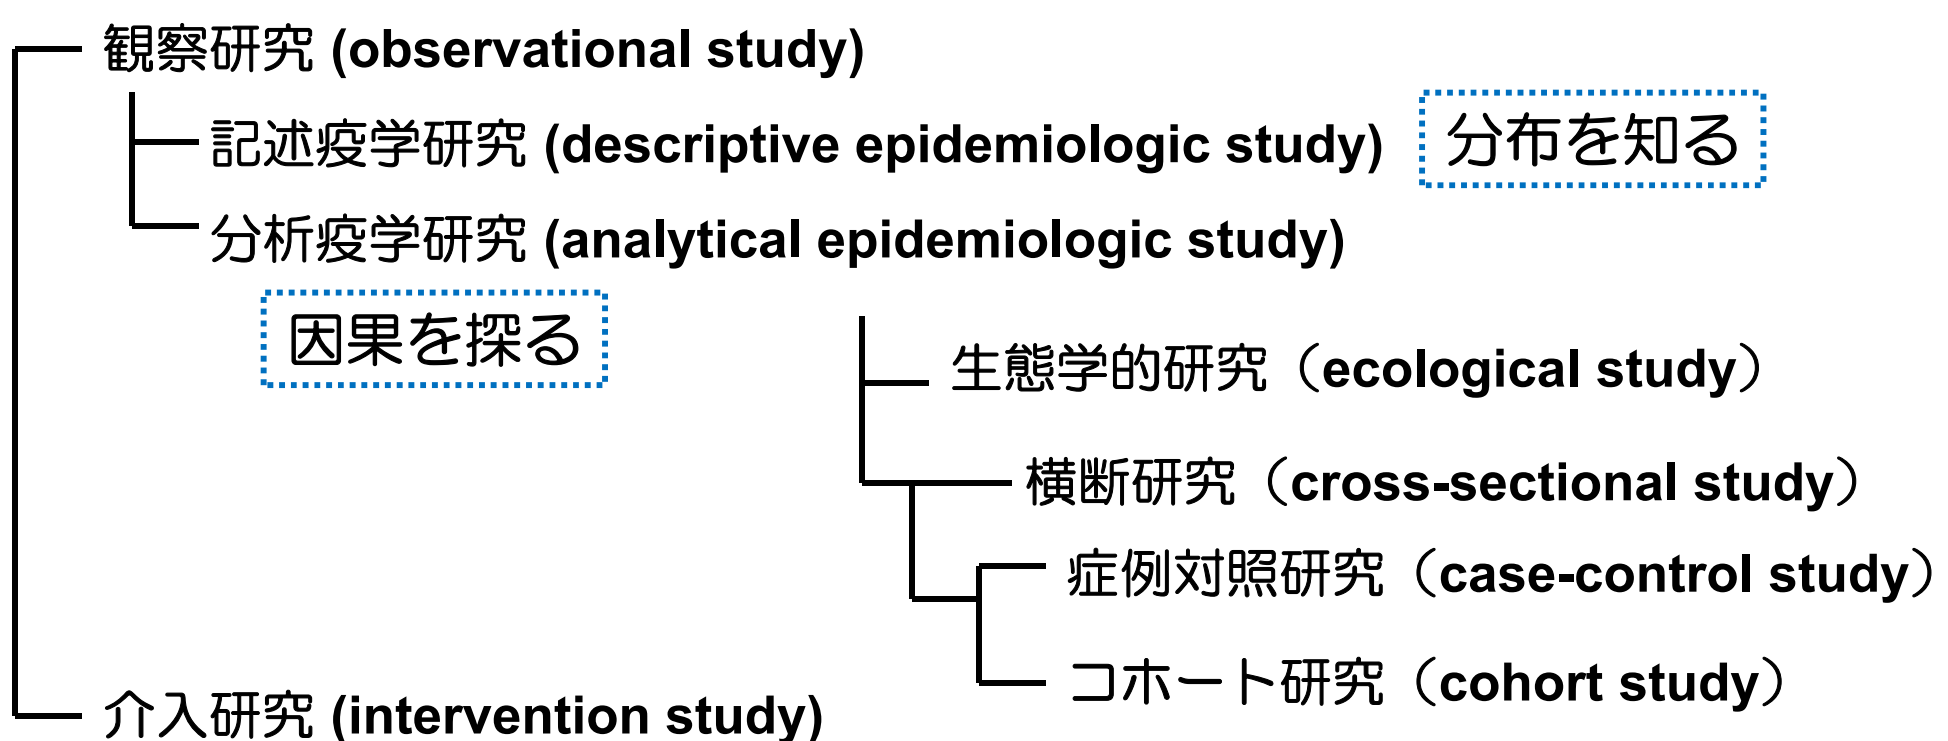 観察研究 (observational study)
記述疫学研究 (descriptive epidemiologic study) 分布を知る
分析疫学研究 (analytical epidemiologic study)
因果を探る
生態学的研究（ecological study）
横断研究（cross-sectional study）
症例対照研究（case-control study）
コホート研究（cohort study）
介入研究 (intervention study)